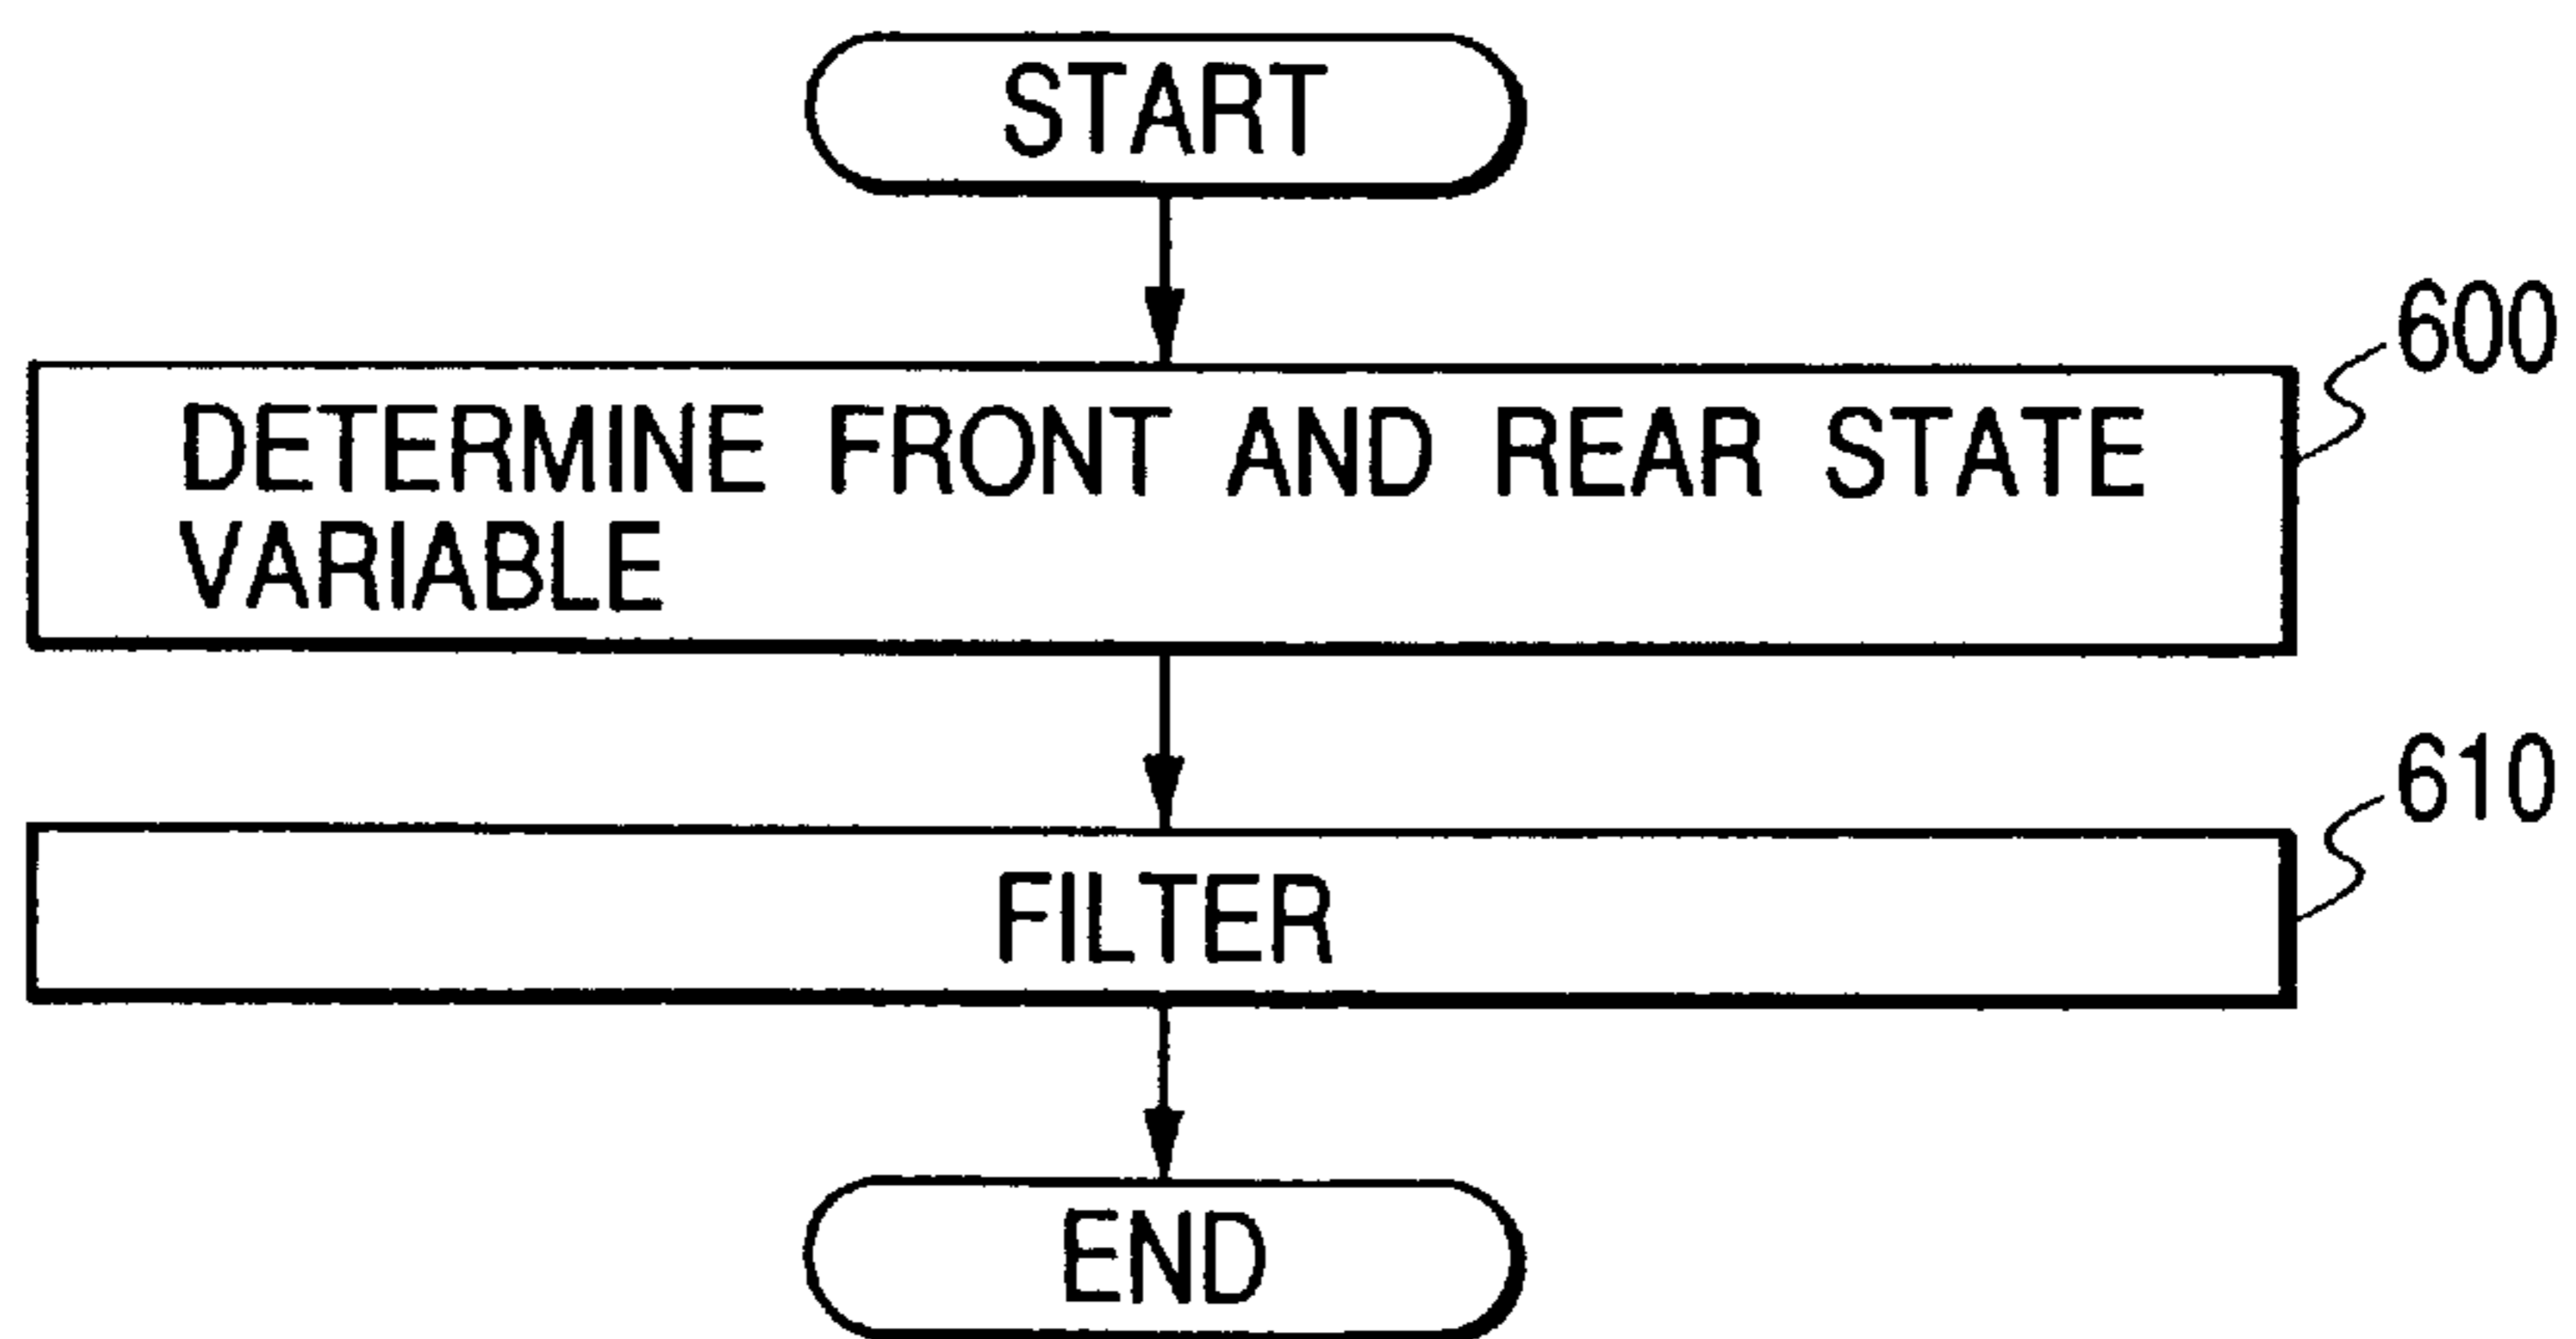 START
600
DETERMINE FRONT AND REAR STATE
VARIABLE
610
FILTER
END